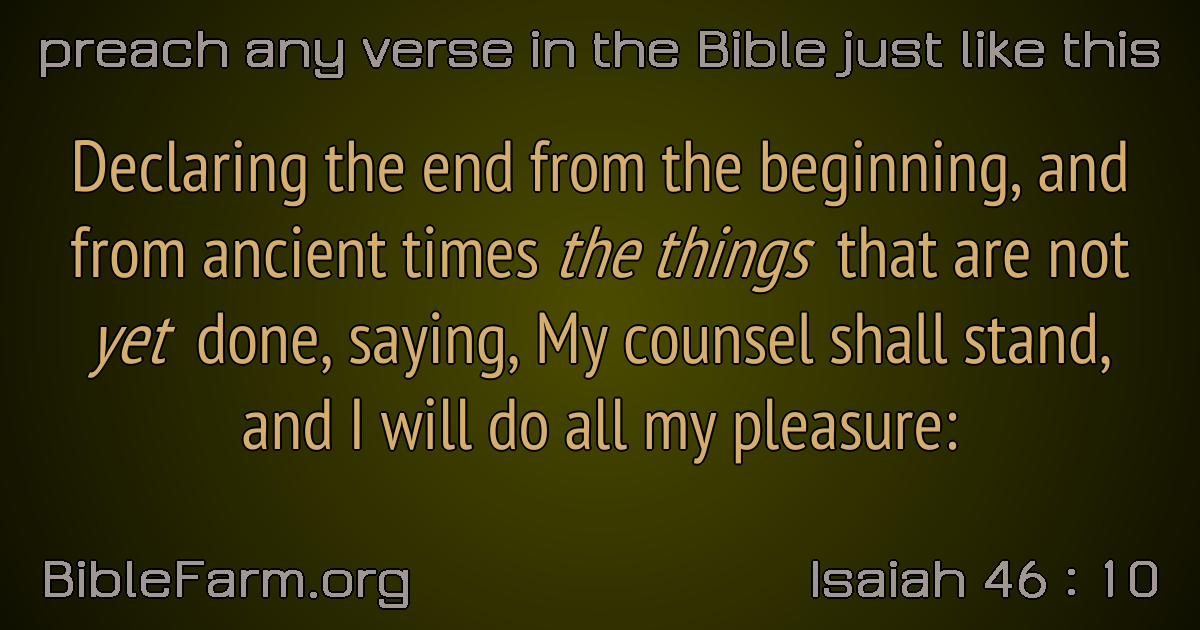 preach any verse in the Bible just like this
Declaring the end from the beginning, and
from ancient times the things that are not
yet done, saying, My counsel shall stand,
and I will do all my pleasure:
BibleFarm.org
Isaiah 46 : 10